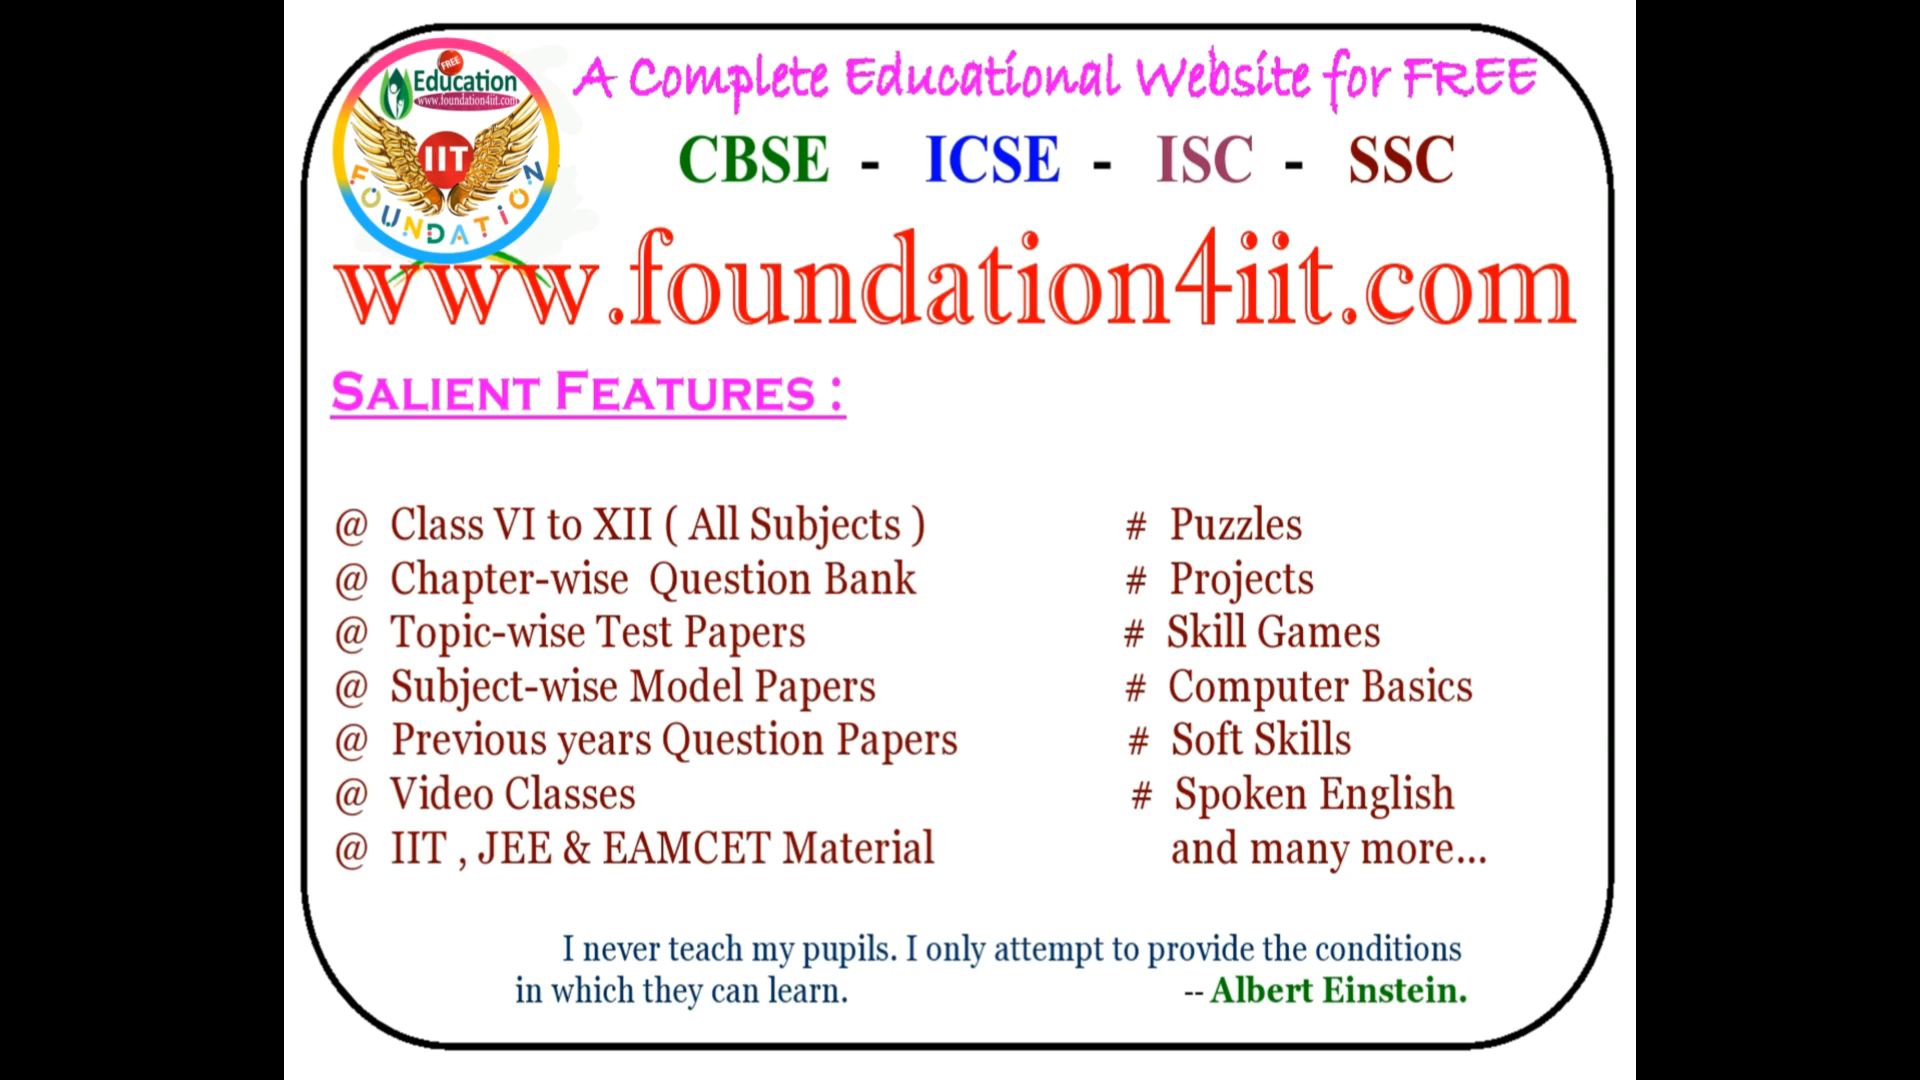 FREE
Education
www.foundation4iit.com
IIT
FOUNDATION
A Complete Educational Website for FREE
CBSE - ICSE - ISC - SSC
www.foundation4iit.com
SALIENT FEATURES :
@ Class VI to XII ( All Subjects )
# Puzzles
@ Chapter-wise Question Bank
# Projects
@ Topic-wise Test Papers
# Skill Games
@ Subject-wise Model Papers
# Computer Basics
@ Previous years Question Papers
# Soft Skills
@ Video Classes
# Spoken English
@ IIT , JEE & EAMCET Material
and many more...
I never teach my pupils. I only attempt to provide the conditions
in which they can learn. -- Albert Einstein.